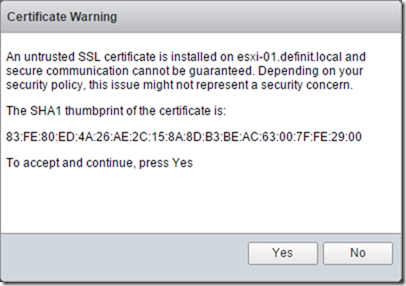 Certificate Warning
An untrusted SSL certificate is installed on esxi-01.definit.local and
secure communication cannot be guaranteed. Depending on your
security policy, this issue might not represent a security concern.
The SHA1 thumbprint of the certificate is:
83:FE:80:ED:4A:26:AE:2C:15:8A:8D:B3:BE:AC:63:00:7F:FE:29:00
To accept and continue, press Yes
Yes No